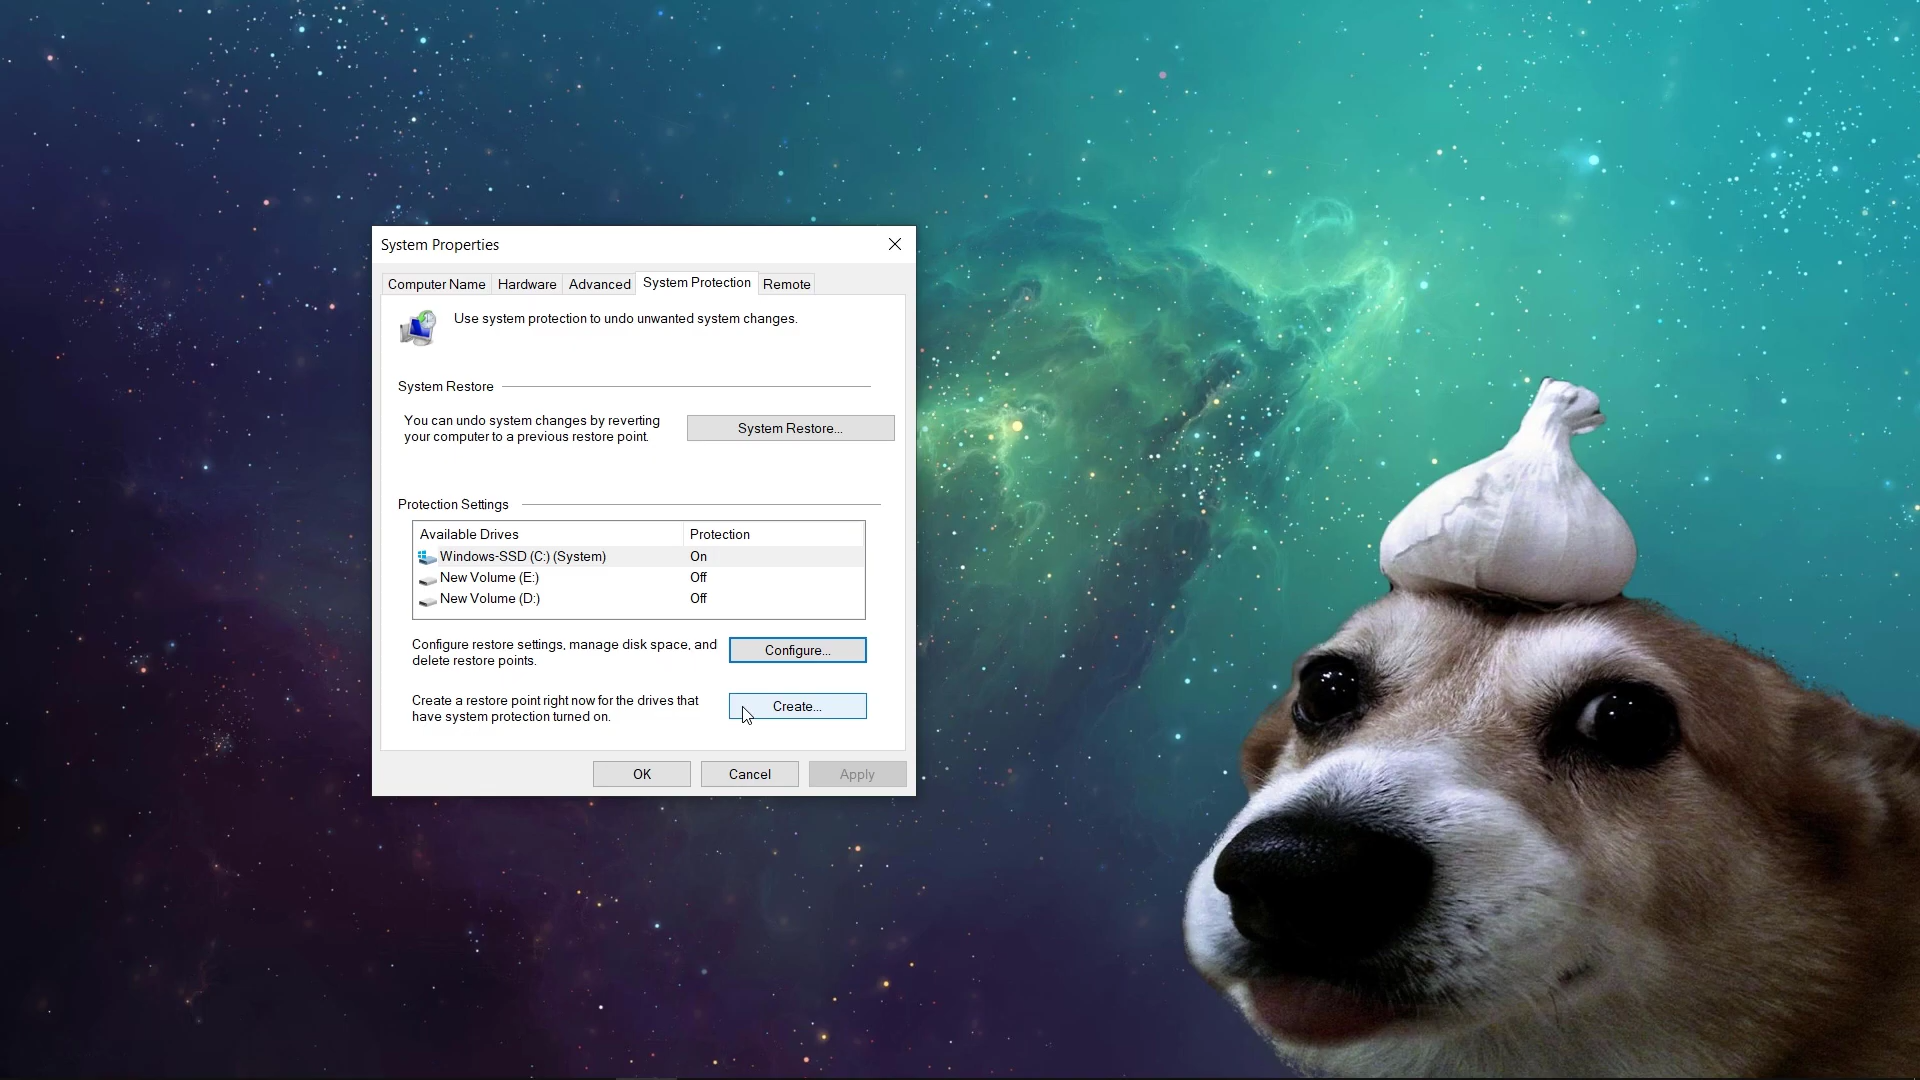 System Properties
Computer Name Hardware Advanced System Protection Remote
Use system protection to undo unwanted system changes.
System Restore
You can undo system changes by reverting
your computer to a previous restore point.
System Restore...
Protection Settings
Available Drives Protection
Windows-SSD (C:) (System) On
New Volume (E:) Off
New Volume (D:) Off
Configure restore settings, manage disk space, and
delete restore points.
Configure...
Create a restore point right now for the drives that
have system protection turned on.
Create...
OK Cancel Apply